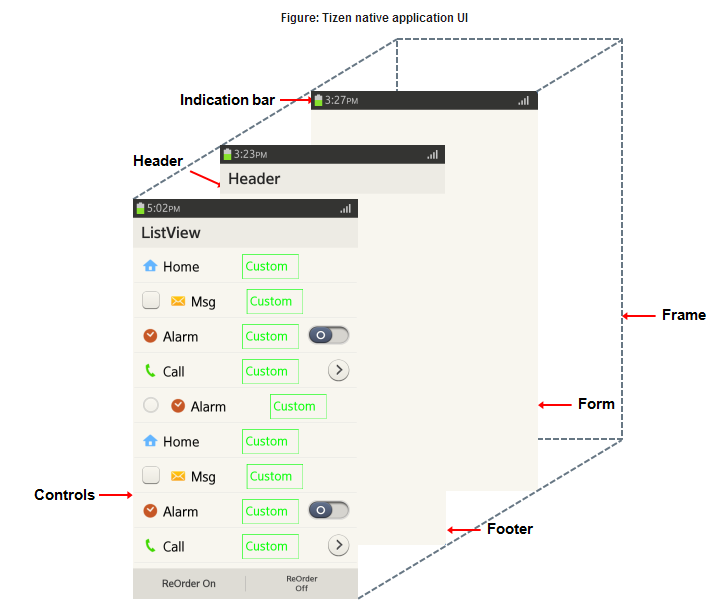 Figure: Tizen native application UI
Indication bar
3:27PM
Header
3:23PM
Header
5:02PM
ListView
Home Custom
Msg Custom
Alarm Custom
Call Custom
Alarm Custom
Home Custom
Msg Custom
Alarm Custom
Call Custom
ReOrder On
ReOrder
Off
Frame
Form
Controls
Footer